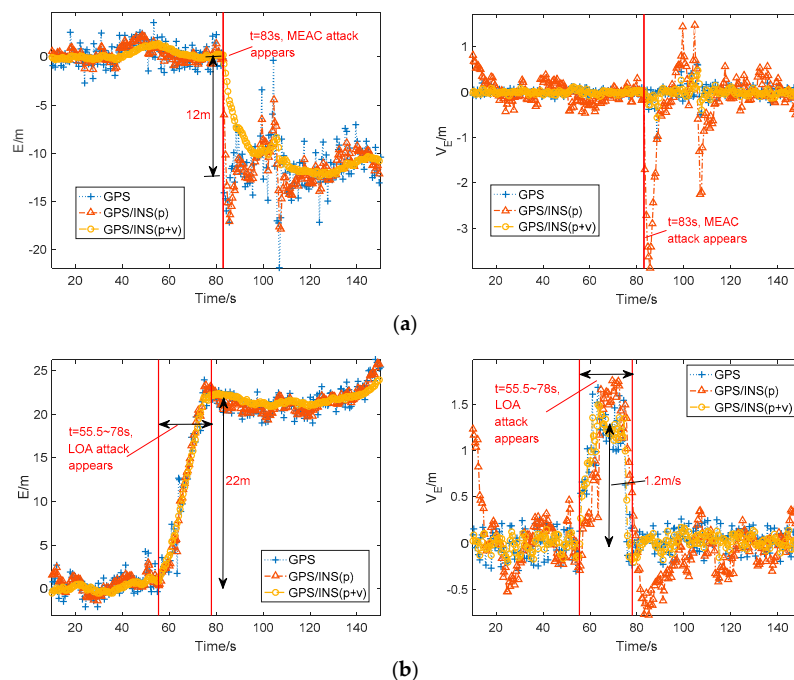 0
-5
-10
-15
-20
E/m
t=83s, MEAC attack
appears
12m
GPS
GPS/INS(p)
GPS/INS(p+v)
20 40 60 80 100 120 140
Time/s
1
0
-1
-2
-3
V_E/m
GPS
GPS/INS(p)
GPS/INS(p+v)
t=83s, MEAC
attack appears
20 40 60 80 100 120 140
Time/s
(a)
25
20
15
10
5
0
E/m
t=55.5~78s,
LOA attack
appears
22m
GPS
GPS/INS(p)
GPS/INS(p+v)
20 40 60 80 100 120 140
Time/s
1.5
1
0.5
0
-0.5
V_E/m
t=55.5~78s,
LOA
attack
appears
1.2m/s
GPS
GPS/INS(p)
GPS/INS(p+v)
20 40 60 80 100 120 140
Time/s
(b)